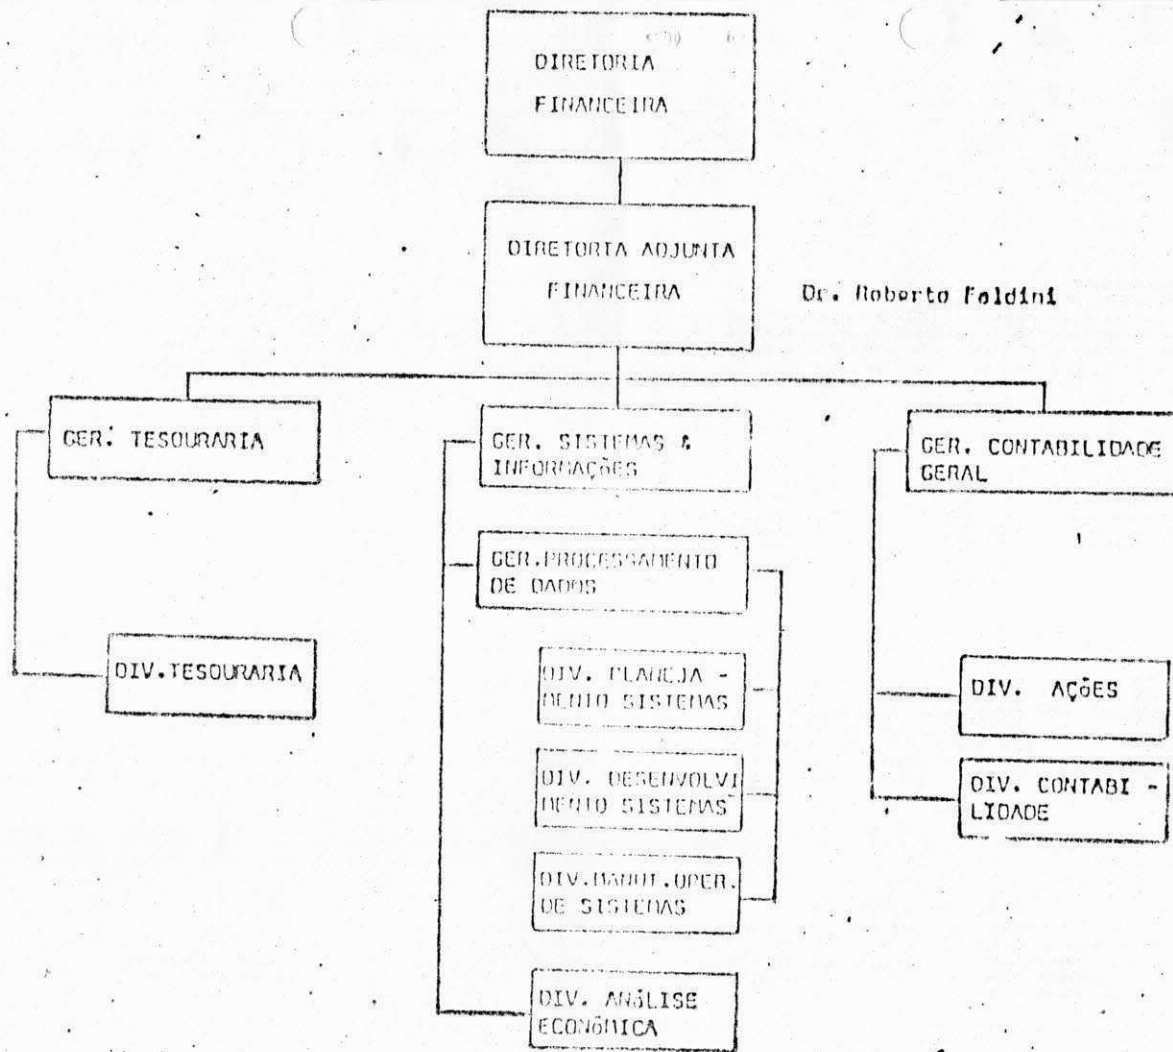 DIRETORIA
FINANCEIRA
DIRETORIA ADJUNTA
FINANCEIRA
Dr. Roberto Faldini
GER. TESOURARIA
GER. SISTEMAS &
INFORMAÇÕES
GER. CONTABILIDADE
GERAL
GER.PROCESSAMENTO
DE DADOS
DIV.TESOURARIA
DIV. PLANEJA -
MENTO SISTEMAS
DIV. AÇÕES
DIV. DESENVOLVI
MENTO SISTEMAS
DIV. CONTABI -
LIDADE
DIV.MANUT.OPER.
DE SISTEMAS
DIV. ANÁLISE
ECONÔMICA